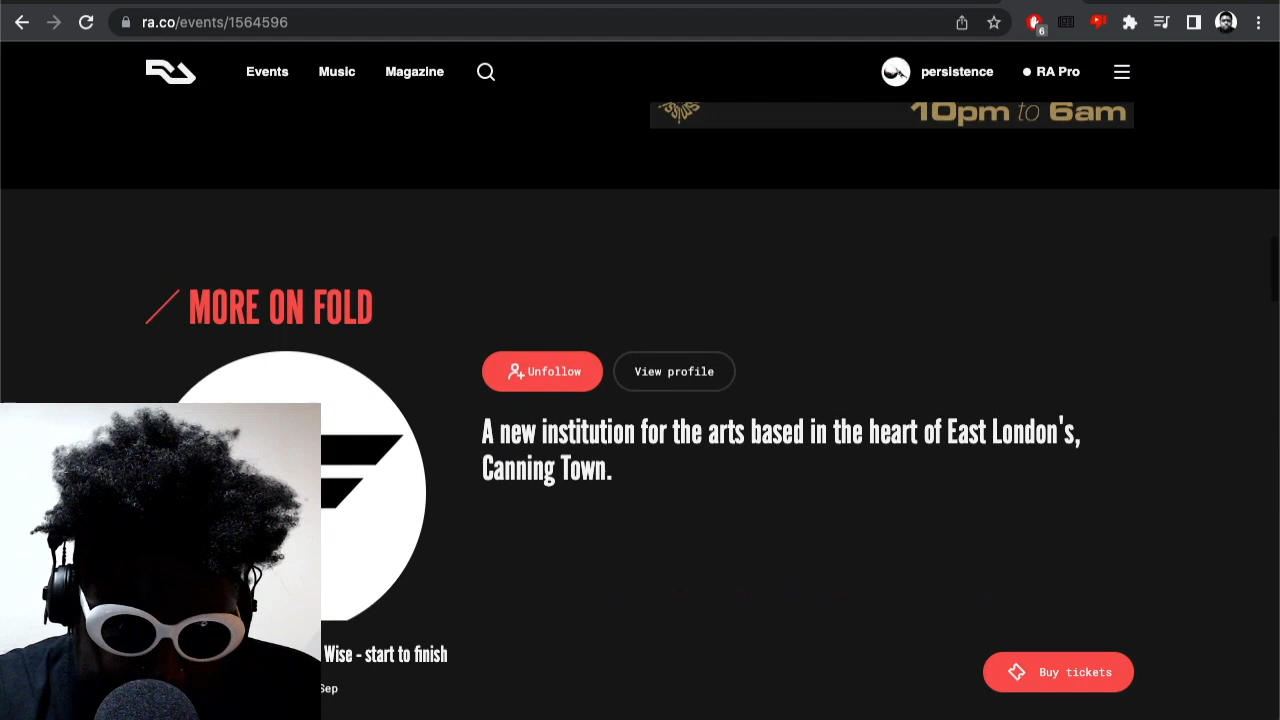 ra.co/events/1564596
6
Events Music Magazine persistence RA Pro
10pm to 6am
MORE ON FOLD
Unfollow View profile
A new institution for the arts based in the heart of East London's,
Canning Town.
Wise - start to finish
Sep
Buy tickets